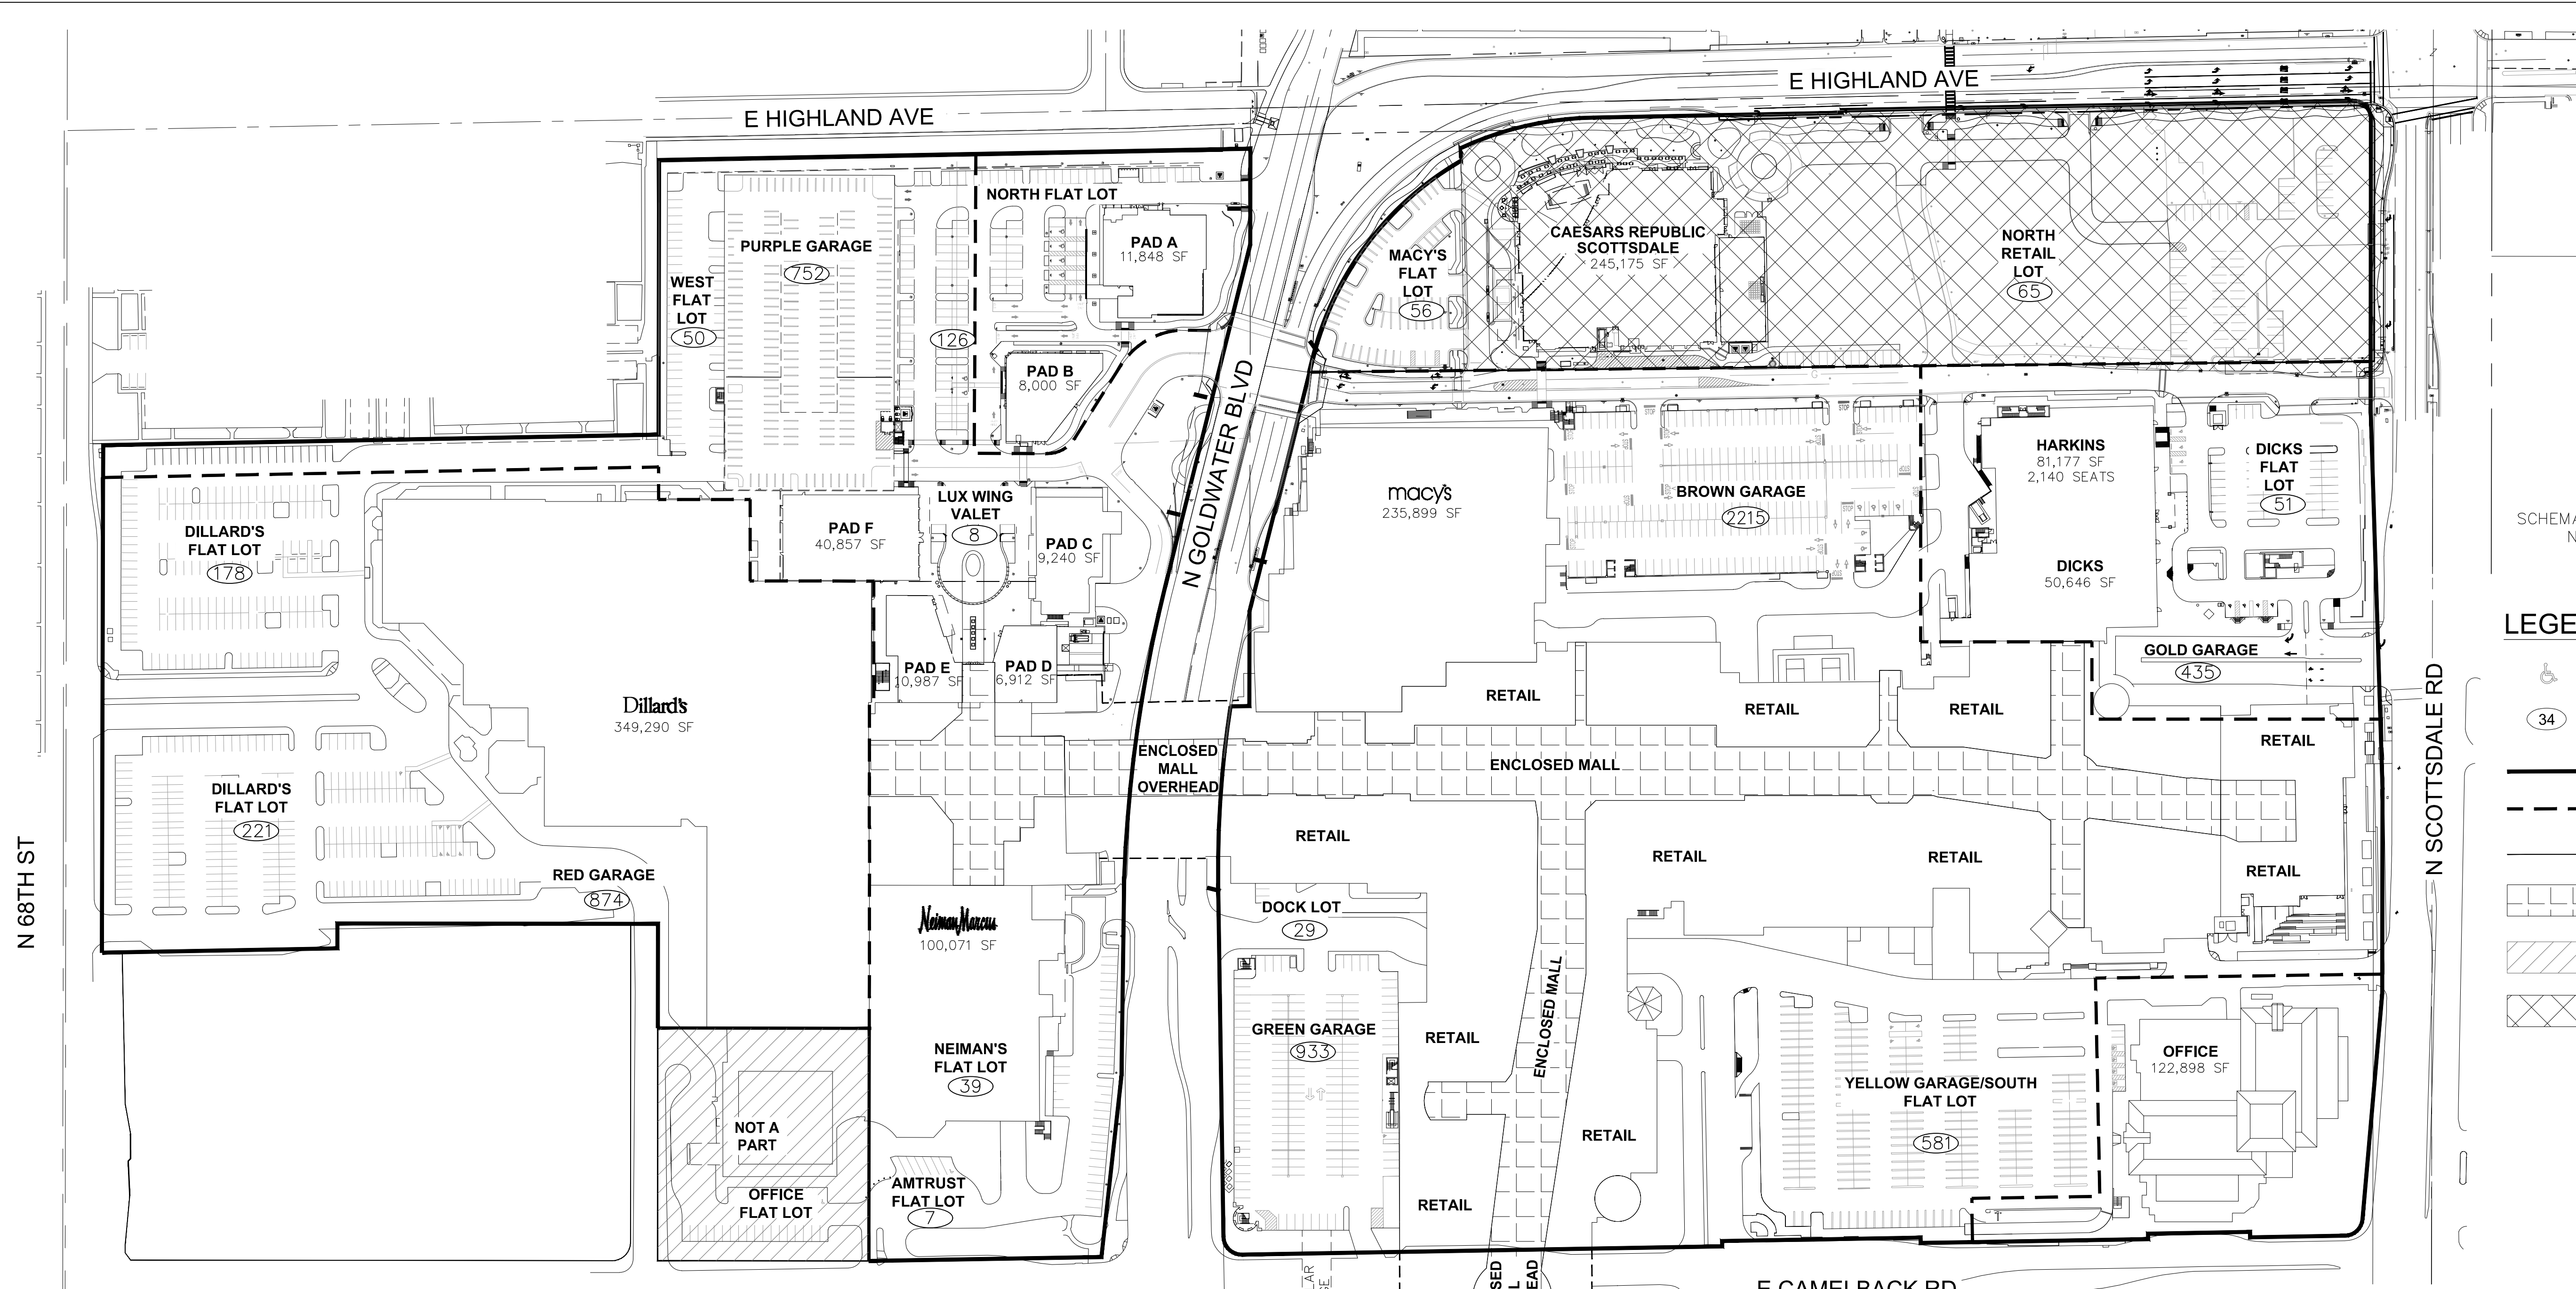 E HIGHLAND AVE
E HIGHLAND AVE
NORTH FLAT LOT
126
PURPLE GARAGE
752
WEST
FLAT
LOT
50
PAD A
11,848 SF
PAD B
8,000 SF
MACY'S
FLAT
LOT
56
CAESARS REPUBLIC
SCOTTSDALE
245,175 SF
NORTH
RETAIL
LOT
65
N GOLDWATER BLVD
DILLARD'S
FLAT LOT
178
PAD F
40,857 SF
LUX WING
VALET
8
PAD C
9,240 SF
PAD E
10,987 SF
PAD D
6,912 SF
macy's
235,899 SF
BROWN GARAGE
2215
STOP
HARKINS
81,177 SF
2,140 SEATS
DICKS
50,646 SF
DICKS
FLAT
LOT
51
GOLD GARAGE
435
SCHEMA
N
LEGE
34
Dillard's
349,290 SF
DILLARD'S
FLAT LOT
221
RED GARAGE
874
N 68TH ST
ENCLOSED
MALL
OVERHEAD
ENCLOSED MALL
RETAIL
RETAIL
RETAIL
RETAIL
RETAIL
RETAIL
RETAIL
RETAIL
N SCOTTSDALE RD
Neiman Marcus
100,071 SF
NEIMAN'S
FLAT LOT
39
DOCK LOT
29
GREEN GARAGE
933
ENCLOSED MALL
RETAIL
RETAIL
RETAIL
YELLOW GARAGE/SOUTH
FLAT LOT
581
OFFICE
122,898 SF
NOT A
PART
OFFICE
FLAT LOT
AMTRUST
FLAT LOT
7
AR
SED
L
EAD
E CAMELBACK RD